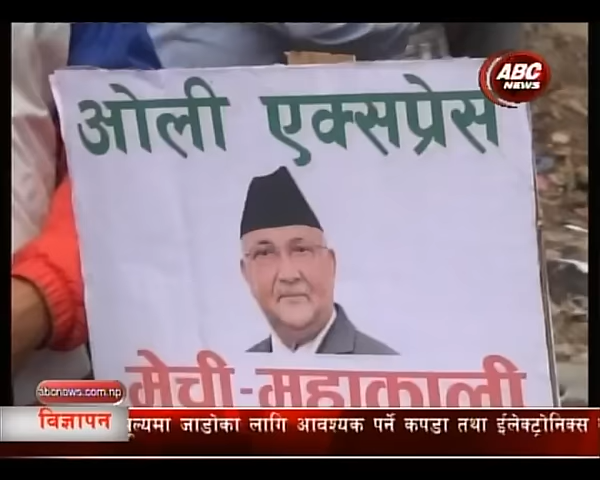 ABC
NEWS
ओली एक्सप्रेस
मेची-महाकाली
abcnews.com.np
विज्ञापन
मूल्यमा जाडोका लागि आवश्यक पर्ने कपडा तथा ईलेक्ट्रोनिक्स